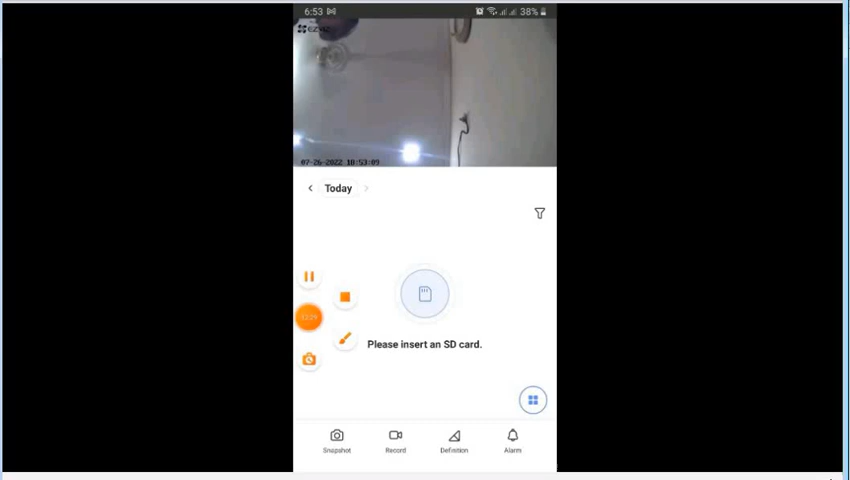 6:53 M 38%
EZVIZ
07-26-2022 18:53:09
Today
Please insert an SD card.
Snapshot Record Definition Alarm